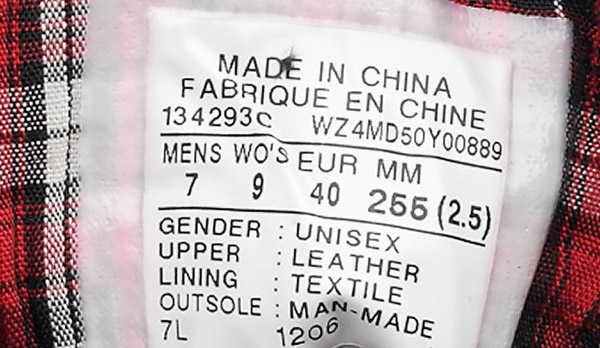 MADE IN CHINA
FABRIQUE EN CHINE
134293C WZ4MD50Y00889
MENS WO'S EUR MM
7 9 40 255 (2.5)
GENDER : UNISEX
UPPER : LEATHER
LINING : TEXTILE
OUTSOLE : MAN-MADE
7L 1206